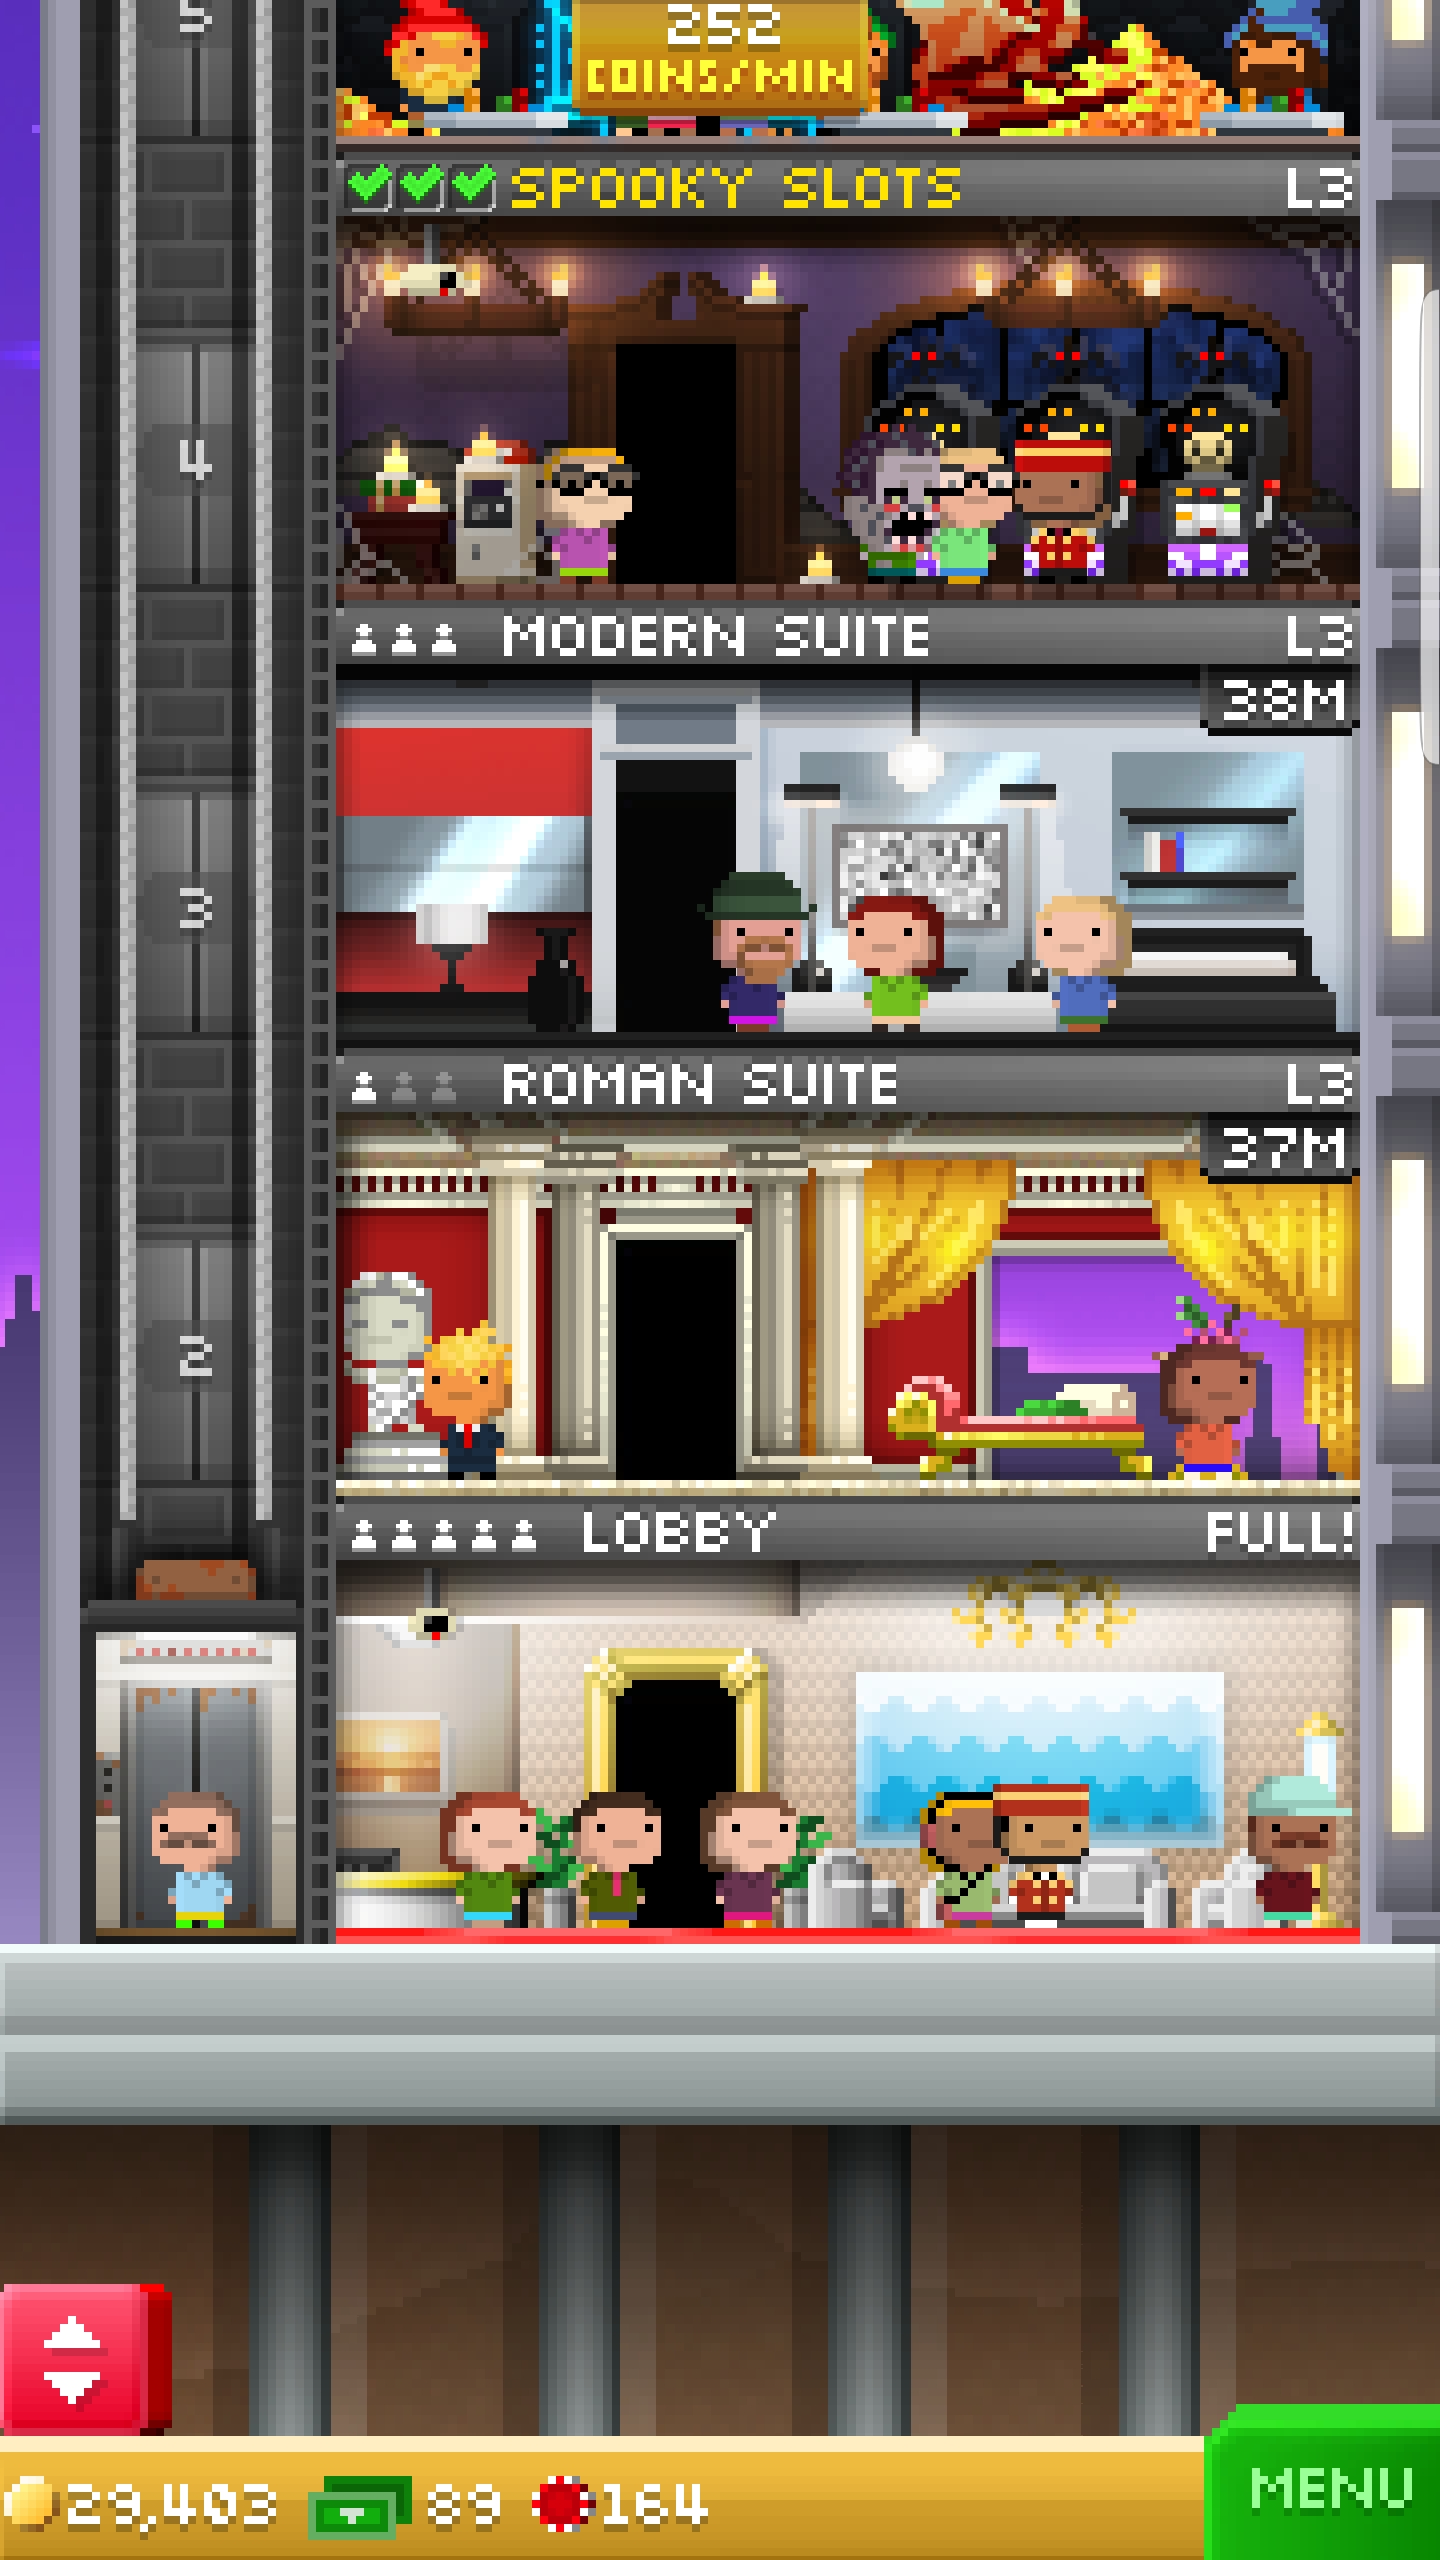 5
252
COINS/MIN
SPOOKY SLOTS L3
4
MODERN SUITE L3
38M
3
ROMAN SUITE L3
37M
2
LOBBY FULL!
29,403 89 164
MENU